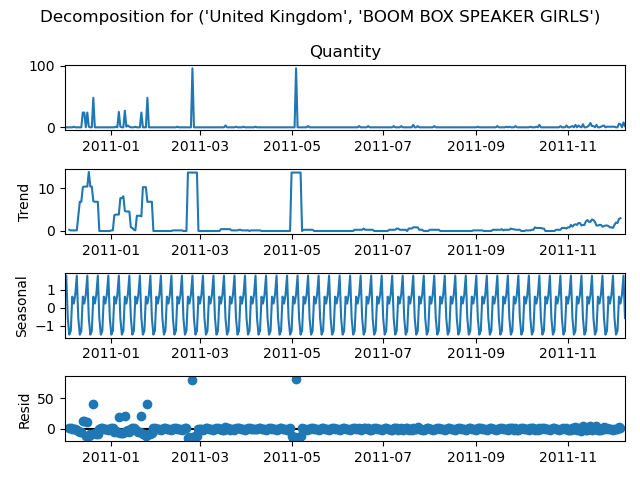 Decomposition for ('United Kingdom', 'BOOM BOX SPEAKER GIRLS')
Quantity
100
0
2011-01 2011-03 2011-05 2011-07 2011-09 2011-11
Trend
10
0
2011-01 2011-03 2011-05 2011-07 2011-09 2011-11
Seasonal
1
0
−1
2011-01 2011-03 2011-05 2011-07 2011-09 2011-11
Resid
50
0
2011-01 2011-03 2011-05 2011-07 2011-09 2011-11